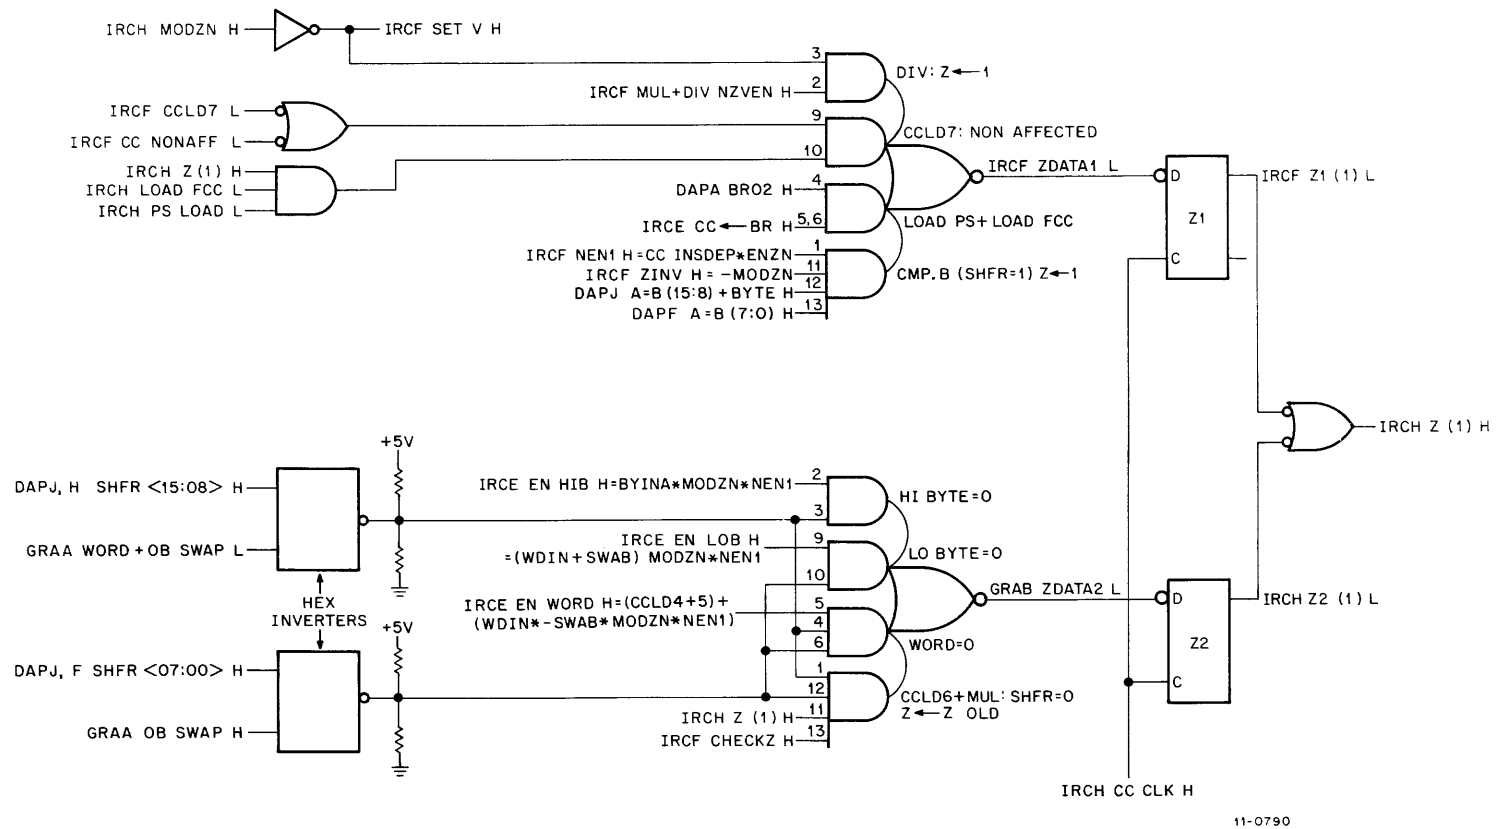 IRCH MODZN H
IRCF SET V H
3
DIV: Z←1
IRCF MUL+DIV NZVEN H
2
IRCF CCLD7 L
9
CCLD7: NON AFFECTED
IRCF CC NONAFF L
10
IRCH Z (1) H
IRCH LOAD FCC L
IRCH PS LOAD L
IRCF ZDATA1 L
D
IRCF Z1 (1) L
DAPA BR02 H
4
Z1
IRCE CC←BR H
5,6
LOAD PS+LOAD FCC
IRCF NEN1 H=CC INSDEP*ENZN
1
C
IRCF ZINV H = -MODZN
11
CMP.B (SHFR=1) Z←1
DAPJ A=B (15:8) + BYTE H
12
DAPF A=B (7:0) H
13
IRCH Z (1) H
+5V
DAPJ, H SHFR <15:08> H
IRCE EN HIB H=BYINA*MODZN*NEN1
2
HI BYTE=0
3
GRAA WORD+OB SWAP L
IRCE EN LOB H
=(WDIN+SWAB) MODZN*NEN1
9
LO BYTE=0
10
HEX
INVERTERS
IRCE EN WORD H=(CCLD4+5)+
(WDIN*-SWAB*MODZN*NEN1)
5
4
6
GRAB ZDATA2 L
D
IRCH Z2 (1) L
+5V
WORD=0
Z2
DAPJ, F SHFR <07:00> H
1
C
12
CCLD6+MUL: SHFR=0
Z←Z OLD
IRCH Z (1) H
11
GRAA OB SWAP H
IRCF CHECKZ H
13
IRCH CC CLK H
11-0790